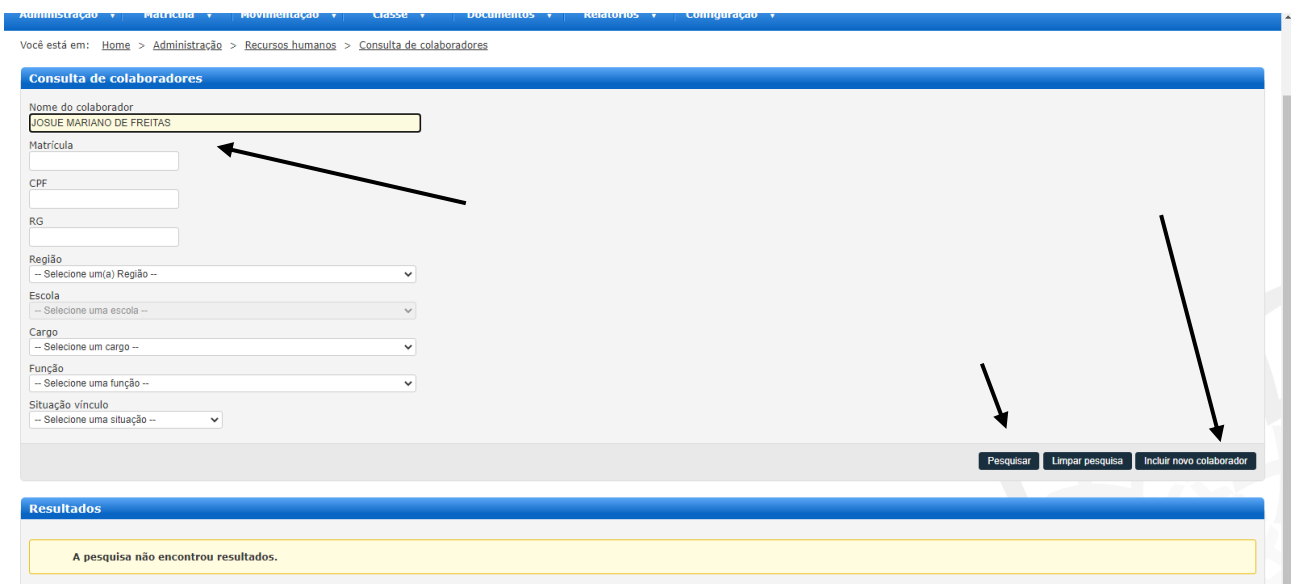 Administração Matrícula Movimentação Classe Documentos Relatórios Configuração
Você está em: Home > Administração > Recursos humanos > Consulta de colaboradores
Consulta de colaboradores
Nome do colaborador
JOSUE MARIANO DE FREITAS
Matrícula
CPF
RG
Região
-- Selecione um(a) Região --
Escola
-- Selecione uma escola --
Cargo
-- Selecione um cargo --
Função
-- Selecione uma função --
Situação vínculo
-- Selecione uma situação --
Pesquisar Limpar pesquisa Incluir novo colaborador
Resultados
A pesquisa não encontrou resultados.